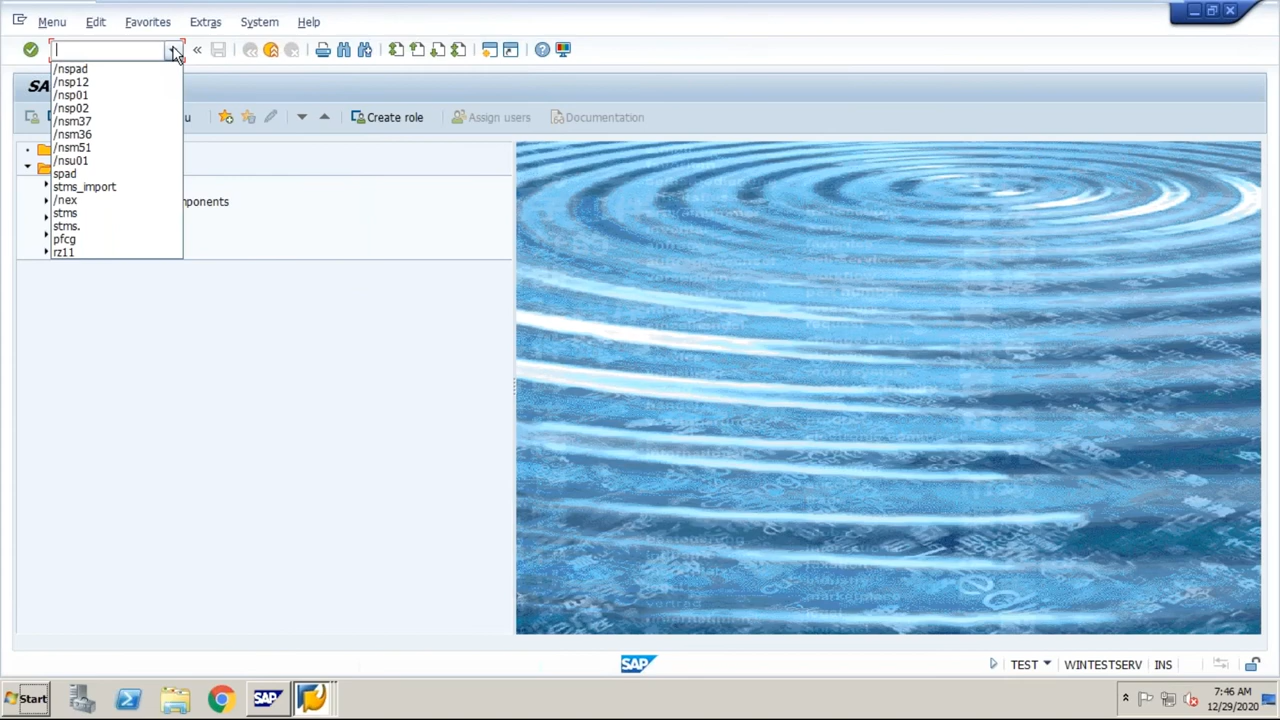 Menu Edit Favorites Extras System Help
SA
/nspad
/nsp12
/nsp01
/nsp02
/nsm37
/nsm36
/nsm51
/nsu01
spad
stms_import
/nex
stms
stms.
pfcg
rz11
u Create role Assign users Documentation
nponents
SAP
TEST WINTESTSERV INS
Start SAP 7:46 AM
12/29/2020